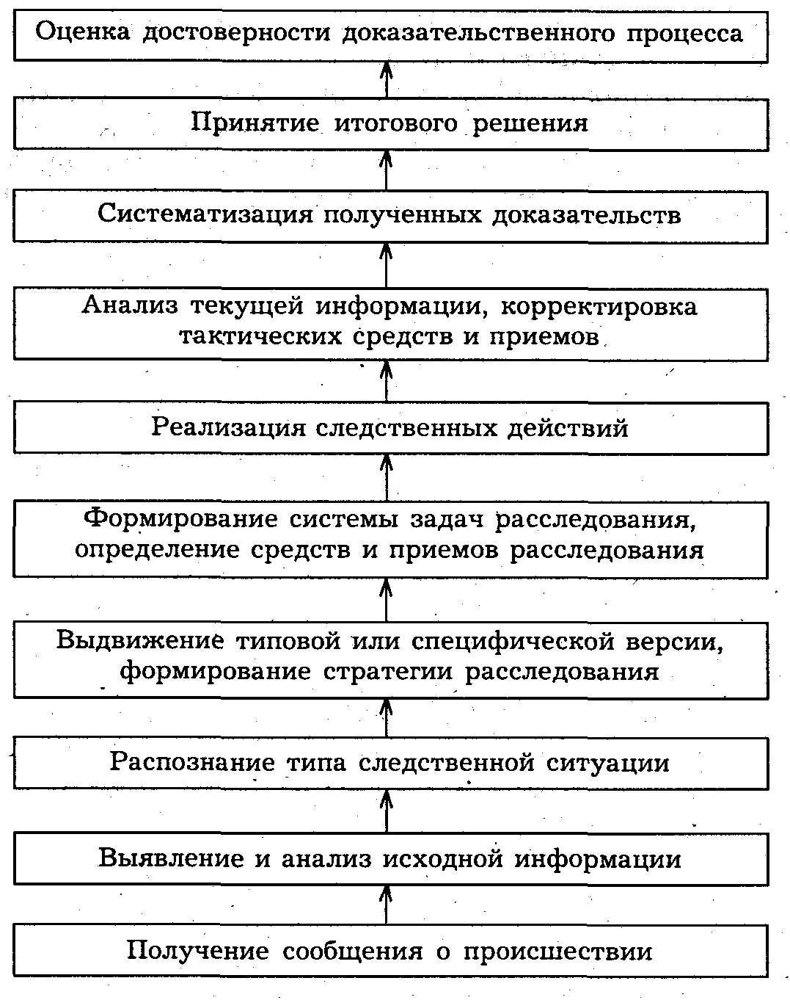 Оценка достоверности доказательственного процесса
Принятие итогового решения
Систематизация полученных доказательств
Анализ текущей информации, корректировка
тактических средств и приемов
Реализация следственных действий
Формирование системы задач расследования,
определение средств и приемов расследования
Выдвижение типовой или специфической версии,
формирование стратегии расследования
Распознание типа следственной ситуации
Выявление и анализ исходной информации
Получение сообщения о происшествии